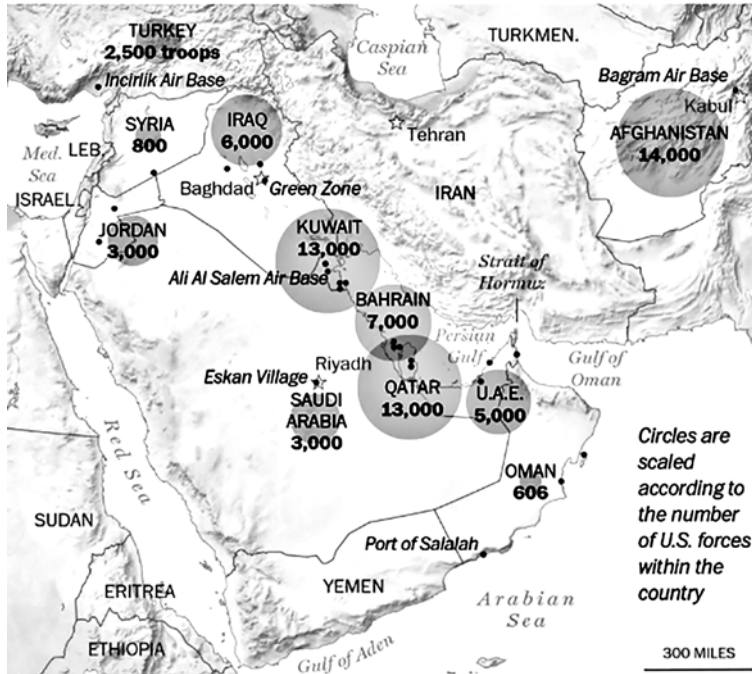 TURKEY
2,500 troops
Incirlik Air Base
Caspian
Sea
TURKMEN.
Bagram Air Base
Kabul
AFGHANISTAN
14,000
SYRIA
800
IRAQ
6,000
Tehran
LEB.
Med.
Sea
Baghdad
Green Zone
IRAN
ISRAEL
JORDAN
3,000
KUWAIT
13,000
Ali Al Salem Air Base
Strait of
Hormuz
BAHRAIN
7,000
Persian
Gulf
Gulf of
Oman
Riyadh
Eskan Village
SAUDI
ARABIA
3,000
QATAR
13,000
U.A.E.
5,000
Red Sea
OMAN
606
Circles are
scaled
according to
the number
of U.S. forces
within the
country
SUDAN
Port of Salalah
YEMEN
ERITREA
Arabian
Sea
ETHIOPIA
Gulf of Aden
300 MILES